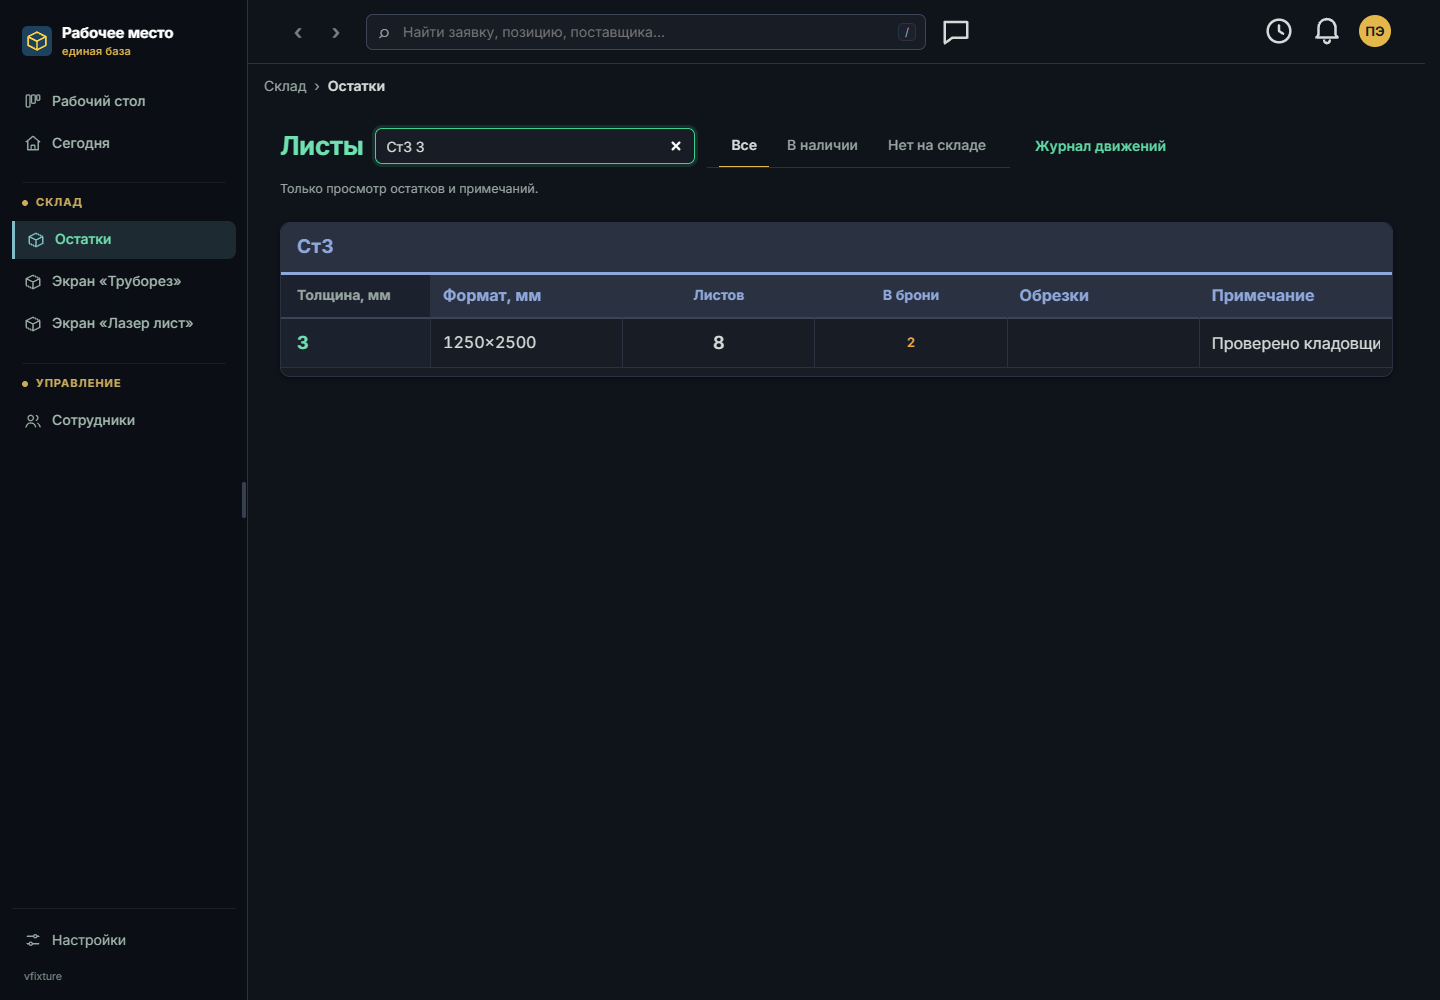 Рабочее место
единая база
Рабочий стол
Сегодня
СКЛАД
Остатки
Экран «Труборез»
Экран «Лазер лист»
УПРАВЛЕНИЕ
Сотрудники
Настройки
vfixture
Найти заявку, позицию, поставщика... /
ПЭ
Склад › Остатки
Листы Ст3 3 × Все В наличии Нет на складе Журнал движений
Только просмотр остатков и примечаний.
Ст3
Толщина, мм Формат, мм Листов В брони Обрезки Примечание
3 1250×2500 8 2 Проверено кладовщи